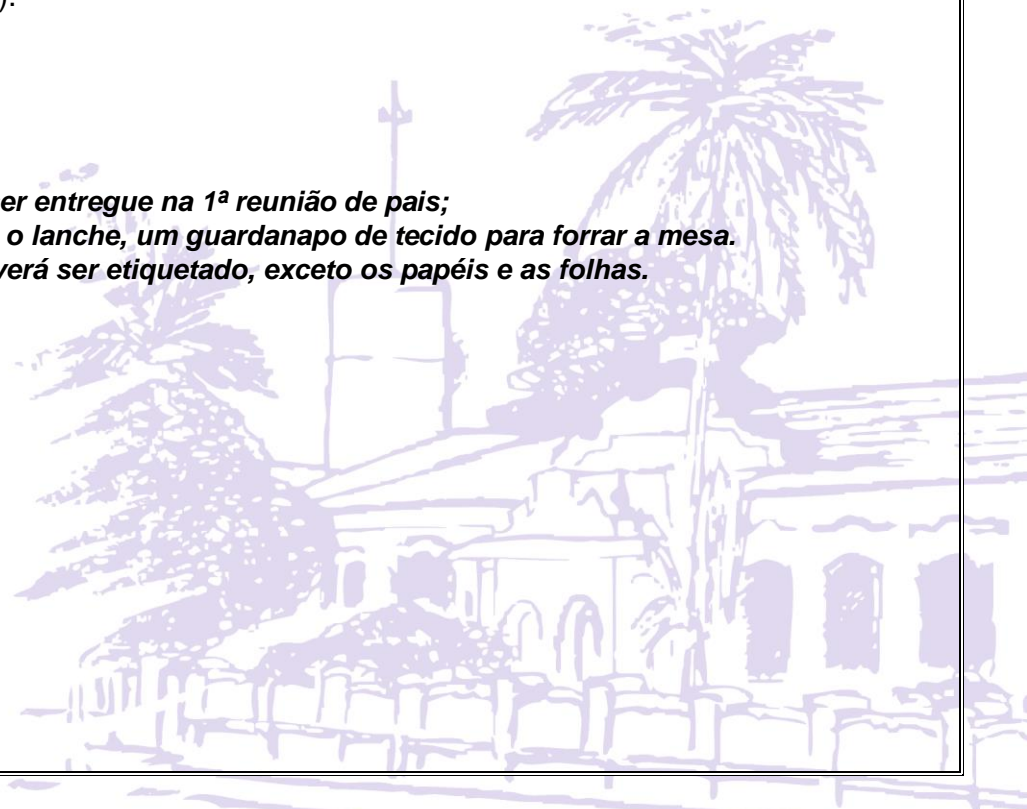 ).
er entregue na 1ª reunião de pais;
o lanche, um guardanapo de tecido para forrar a mesa.
verá ser etiquetado, exceto os papéis e as folhas.